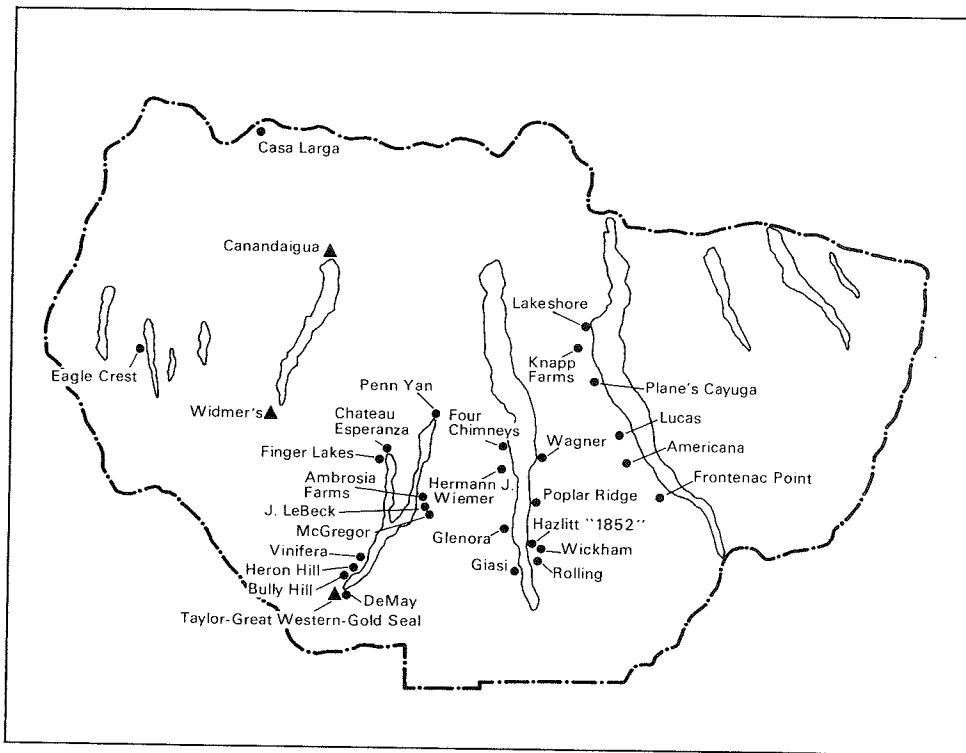 Casa Larga
Canandaigua
Lakeshore
Knapp
Farms
Eagle Crest
Plane's Cayuga
Penn Yan
Widmer's
Chateau
Esperanza
Four
Chimneys
Lucas
Wagner
Finger Lakes
Americana
Ambrosia
Farms
Hermann J.
Wiemer
Frontenac Point
J. LeBeck
Poplar Ridge
McGregor
Hazlitt "1852"
Glenora
Vinifera
Wickham
Heron Hill
Giasi
Rolling
Bully Hill
DeMay
Taylor-Great Western-Gold Seal